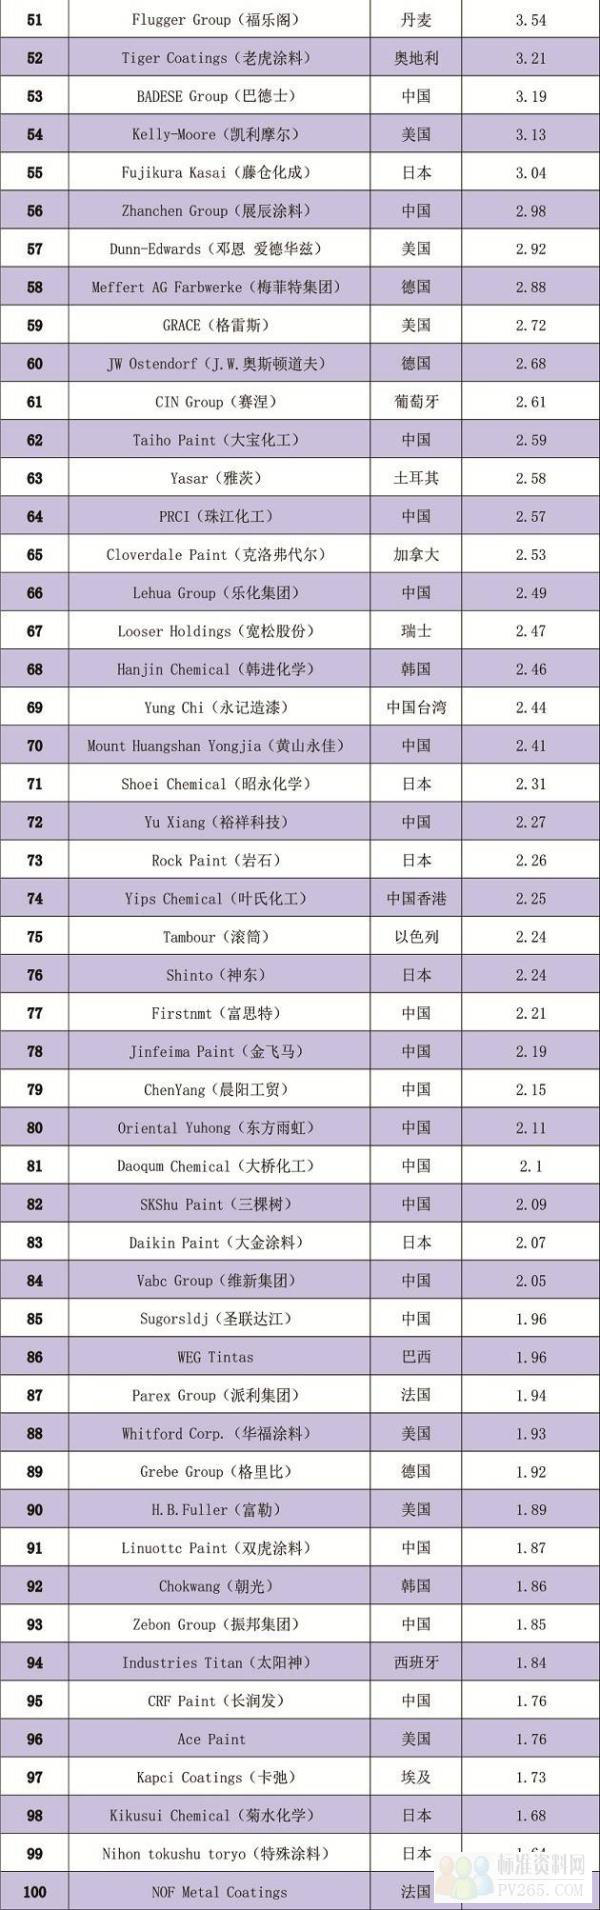 51 Flugger Group（福乐阁） 丹麦 3.54
52 Tiger Coatings（老虎涂料） 奥地利 3.21
53 BADESE Group（巴德士） 中国 3.19
54 Kelly-Moore（凯利摩尔） 美国 3.13
55 Fujikura Kasai（藤仓化成） 日本 3.04
56 Zhanchen Group（展辰涂料） 中国 2.98
57 Dunn-Edwards（邓恩 爱德华兹） 美国 2.92
58 Meffert AG Farbwerke（梅菲特集团） 德国 2.88
59 GRACE（格雷斯） 美国 2.72
60 JW Ostendorf（J.W.奥斯顿道夫） 德国 2.68
61 CIN Group（赛涅） 葡萄牙 2.61
62 Taiho Paint（大宝化工） 中国 2.59
63 Yasar（雅茨） 土耳其 2.58
64 PRCI（珠江化工） 中国 2.57
65 Cloverdale Paint（克洛弗代尔） 加拿大 2.53
66 Lehua Group（乐化集团） 中国 2.49
67 Looser Holdings（宽松股份） 瑞士 2.47
68 Hanjin Chemical（韩进化学） 韩国 2.46
69 Yung Chi（永记造漆） 中国台湾 2.44
70 Mount Huangshan Yongjia（黄山永佳） 中国 2.41
71 Shoei Chemical（昭永化学） 日本 2.31
72 Yu Xiang（裕祥科技） 中国 2.27
73 Rock Paint（岩石） 日本 2.26
74 Yips Chemical（叶氏化工） 中国香港 2.25
75 Tambour（滚筒） 以色列 2.24
76 Shinto（神东） 日本 2.24
77 Firstnmt（富思特） 中国 2.21
78 Jinfeima Paint（金飞马） 中国 2.19
79 ChenYang（晨阳工贸） 中国 2.15
80 Oriental Yuhong（东方雨虹） 中国 2.11
81 Daoqum Chemical（大桥化工） 中国 2.1
82 SKShu Paint（三棵树） 中国 2.09
83 Daikin Paint（大金涂料） 日本 2.07
84 Vabc Group（维新集团） 中国 2.05
85 Sugorsldj（圣联达江） 中国 1.96
86 WEG Tintas 巴西 1.96
87 Parex Group（派利集团） 法国 1.94
88 Whitford Corp.（华福涂料） 美国 1.93
89 Grebe Group（格里比） 德国 1.92
90 H.B.Fuller（富勒） 美国 1.89
91 Linuottc Paint（双虎涂料） 中国 1.87
92 Chokwang（朝光） 韩国 1.86
93 Zebon Group（振邦集团） 中国 1.85
94 Industries Titan（太阳神） 西班牙 1.84
95 CRF Paint（长润发） 中国 1.76
96 Ace Paint 美国 1.76
97 Kapci Coatings（卡弛） 埃及 1.73
98 Kikusui Chemical（菊水化学） 日本 1.68
99 Nihon tokushu toryo（特殊涂料） 日本
100 NOF Metal Coatings 法国
标准资料网
PV265.COM